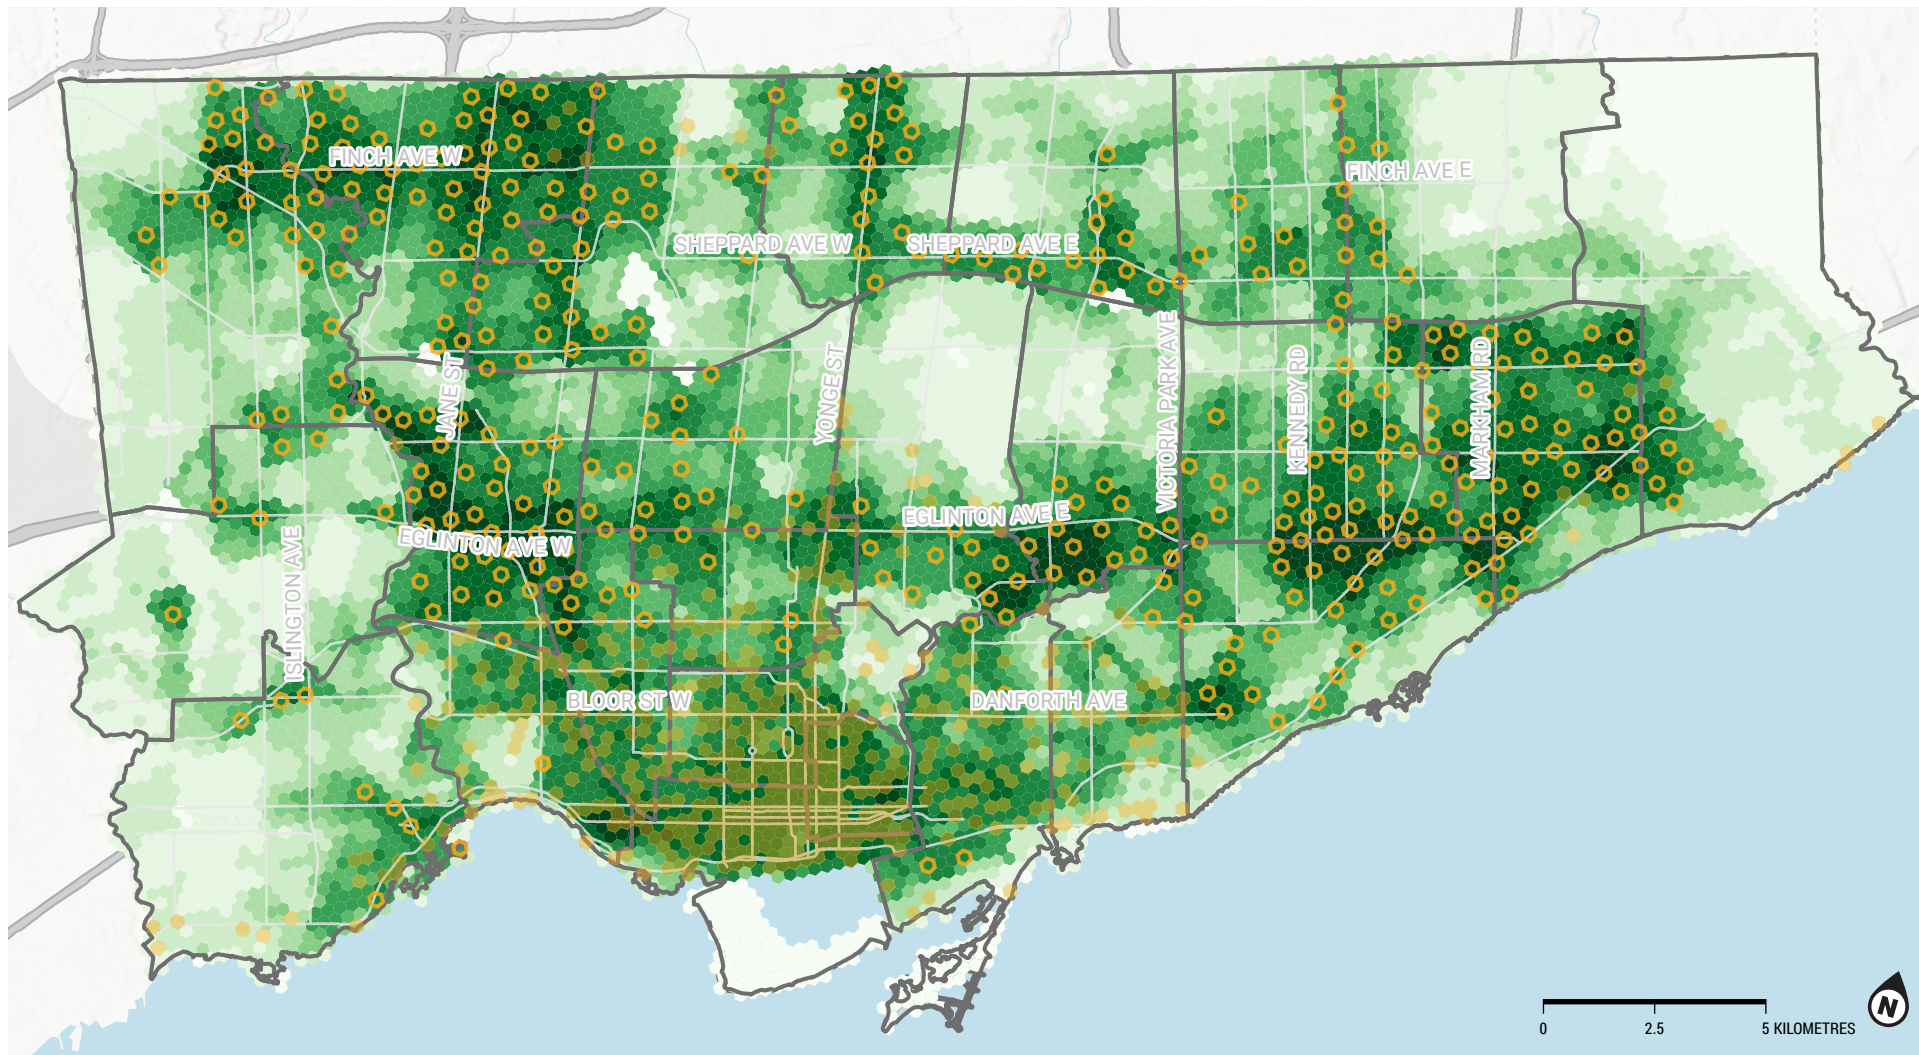 FINCH AVE W
FINCH AVE E
SHEPPARD AVE W
SHEPPARD AVE E
JANE ST
YONGE ST
VICTORIA PARK AVE
KENNEDY RD
MARKHAM RD
EGLINTON AVE W
EGLINTON AVE E
ISLINGTON AVE
BLOOR ST W
DANFORTH AVE
N
0 2.5 5 KILOMETRES